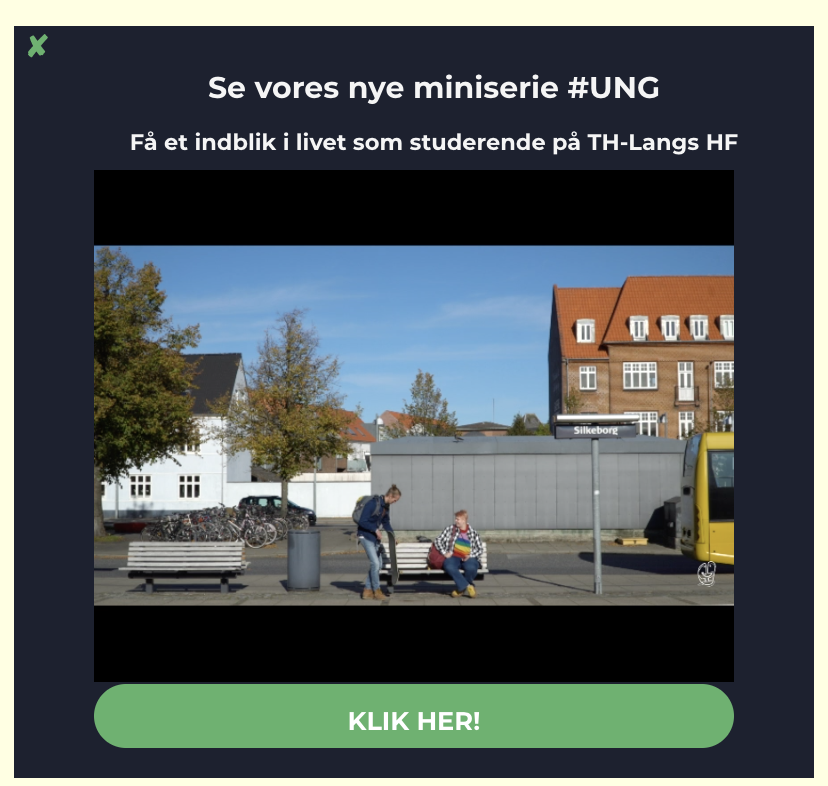 ✘
Se vores nye miniserie #UNG
Få et indblik i livet som studerende på TH-Langs HF
Silkeborg
KLIK HER!